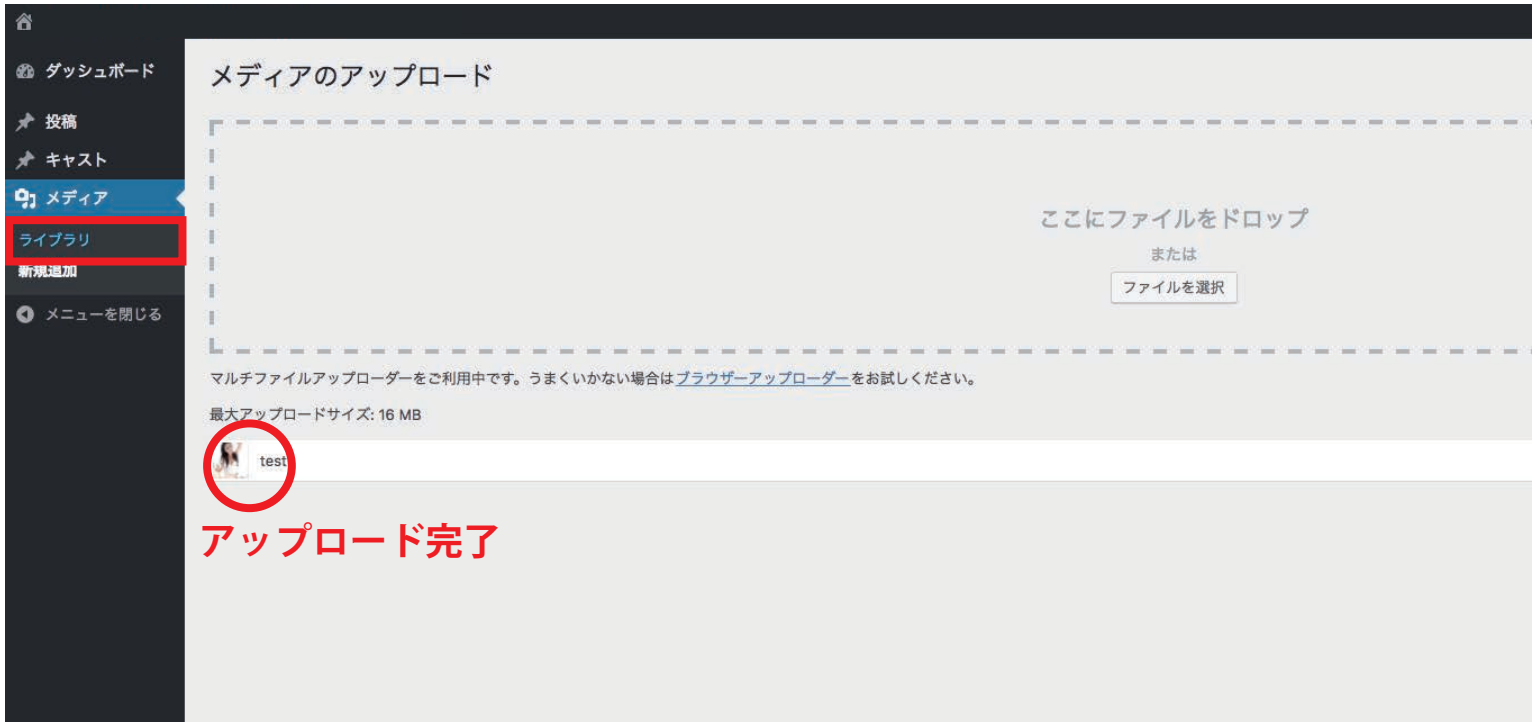 ダッシュボード
投稿
キャスト
メディア
ライブラリ
新規追加
メニューを閉じる
メディアのアップロード
ここにファイルをドロップ
または
ファイルを選択
マルチファイルアップローダーをご利用中です。うまくいかない場合はブラウザーアップローダーをお試しください。
最大アップロードサイズ: 16 MB
test
アップロード完了